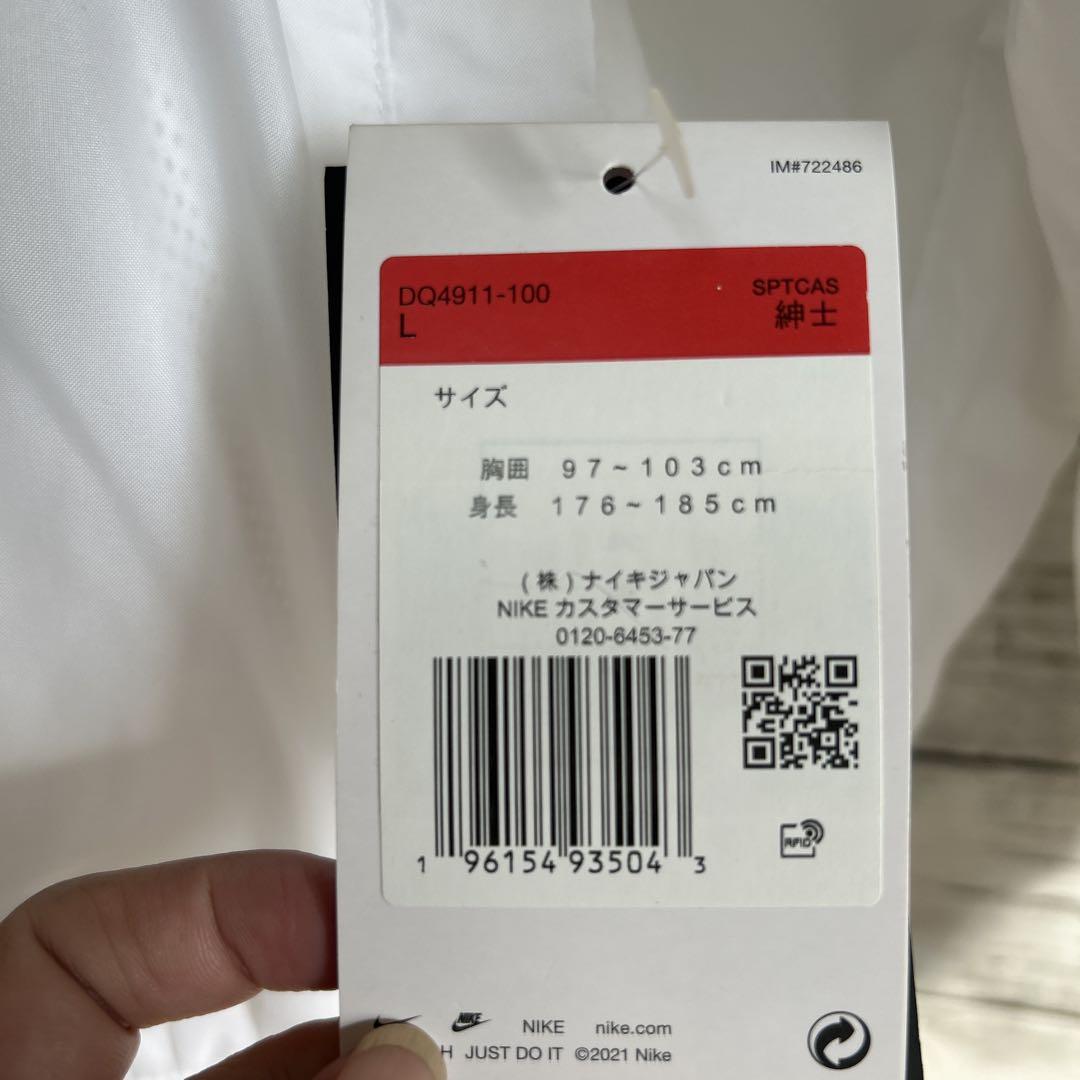 IM#722486
DQ4911-100
SPTCAS
L
紳士
サイズ
胸囲 97~103cm
身長 176~185cm
(株)ナイキジャパン
NIKE カスタマーサービス
0120-6453-77
1 96154 93504 3
RFID
NIKE NIKE nike.com
H JUST DO IT ©2021 Nike